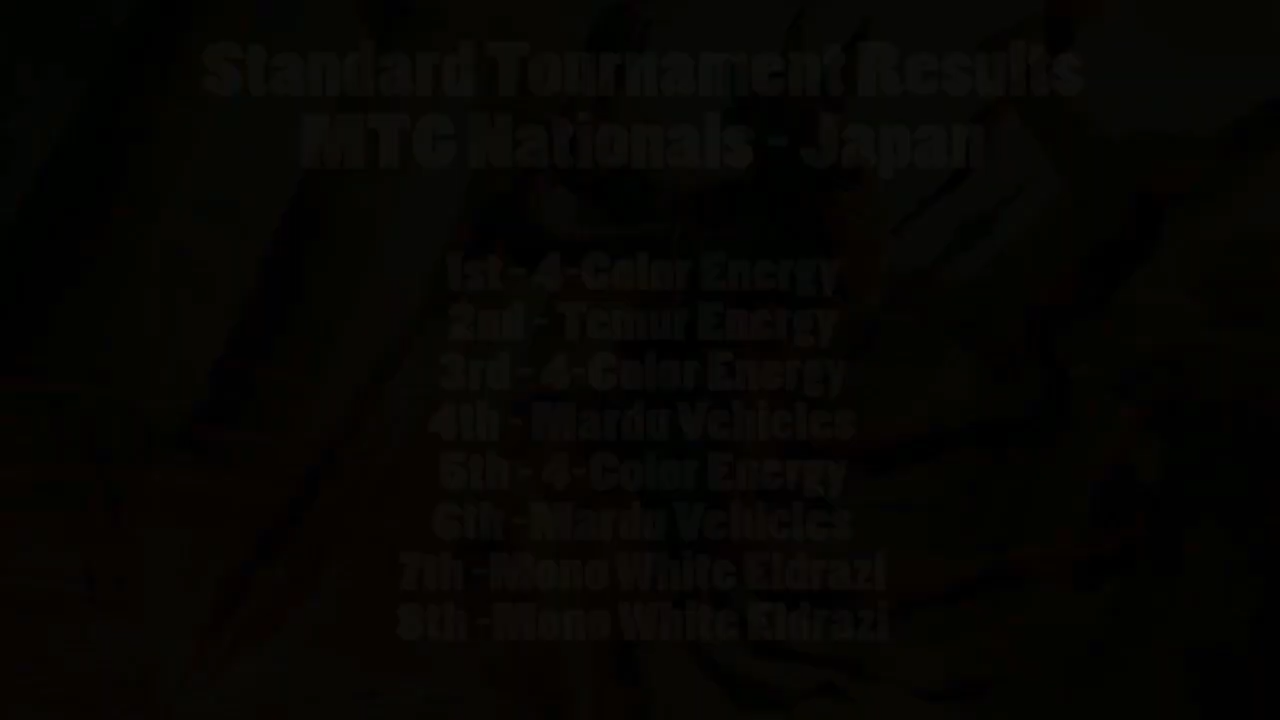 Standard Tournament Results
MTG Nationals - Japan
1st - 4-Color Energy
2nd - Temur Energy
3rd - 4-Color Energy
4th - Mardu Vehicles
5th - 4-Color Energy
6th -Mardu Vehicles
7th -Mono White Eldrazi
8th -Mono White Eldrazi